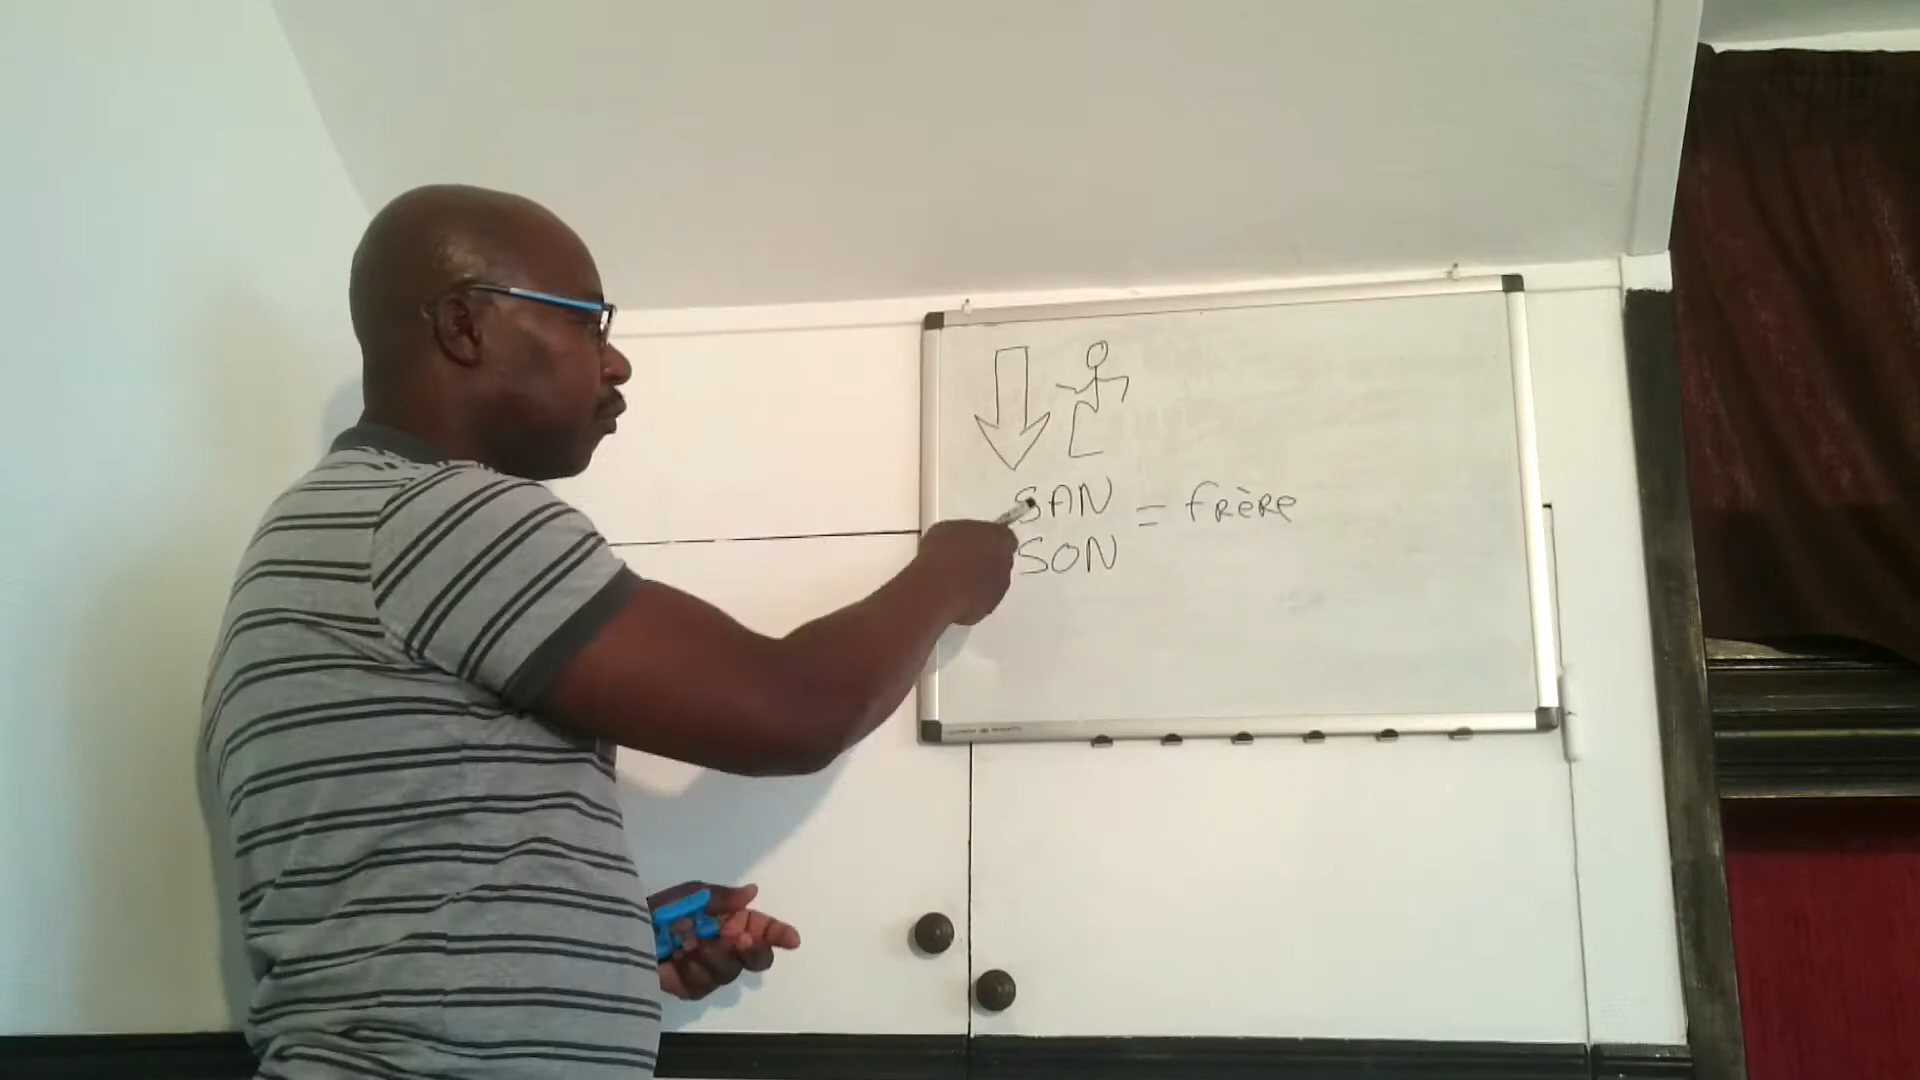 SAN
= frère
SON